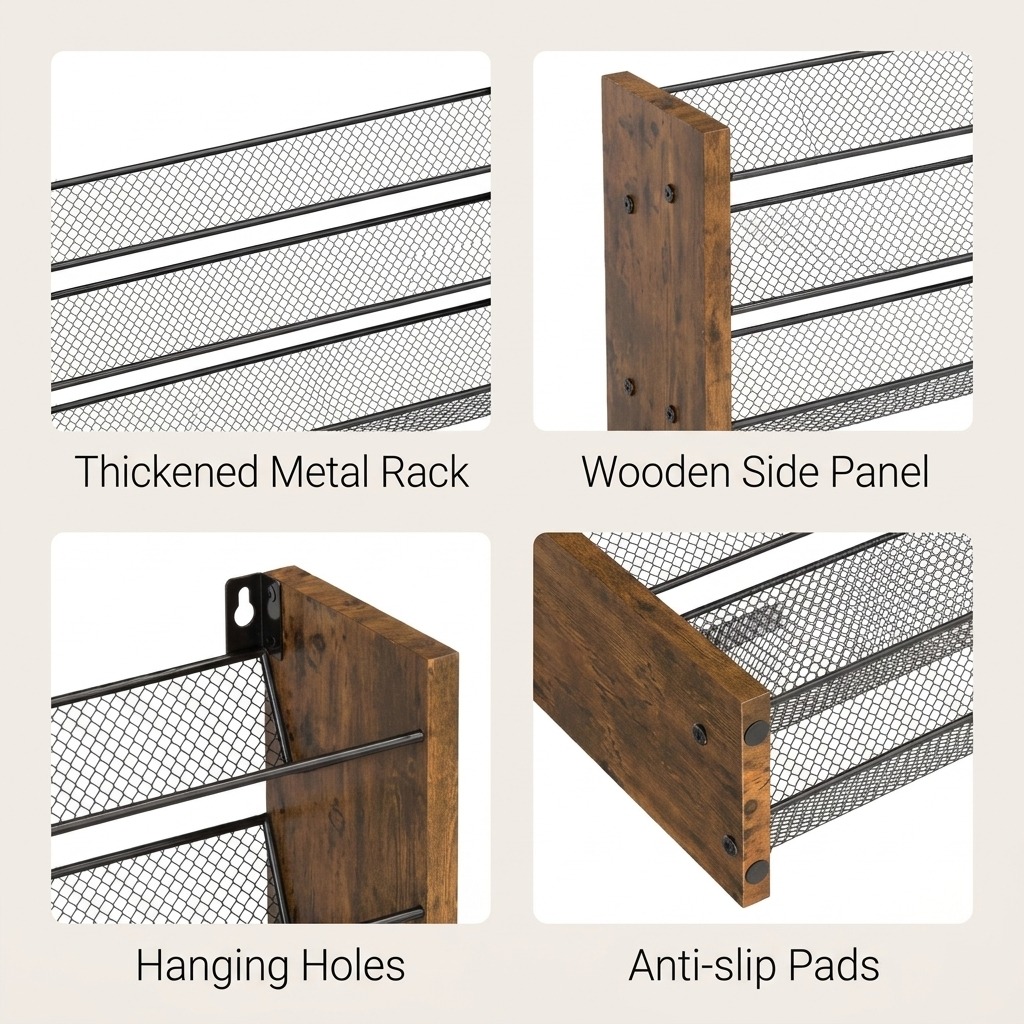 Thickened Metal Rack
Wooden Side Panel
Hanging Holes
Anti-slip Pads